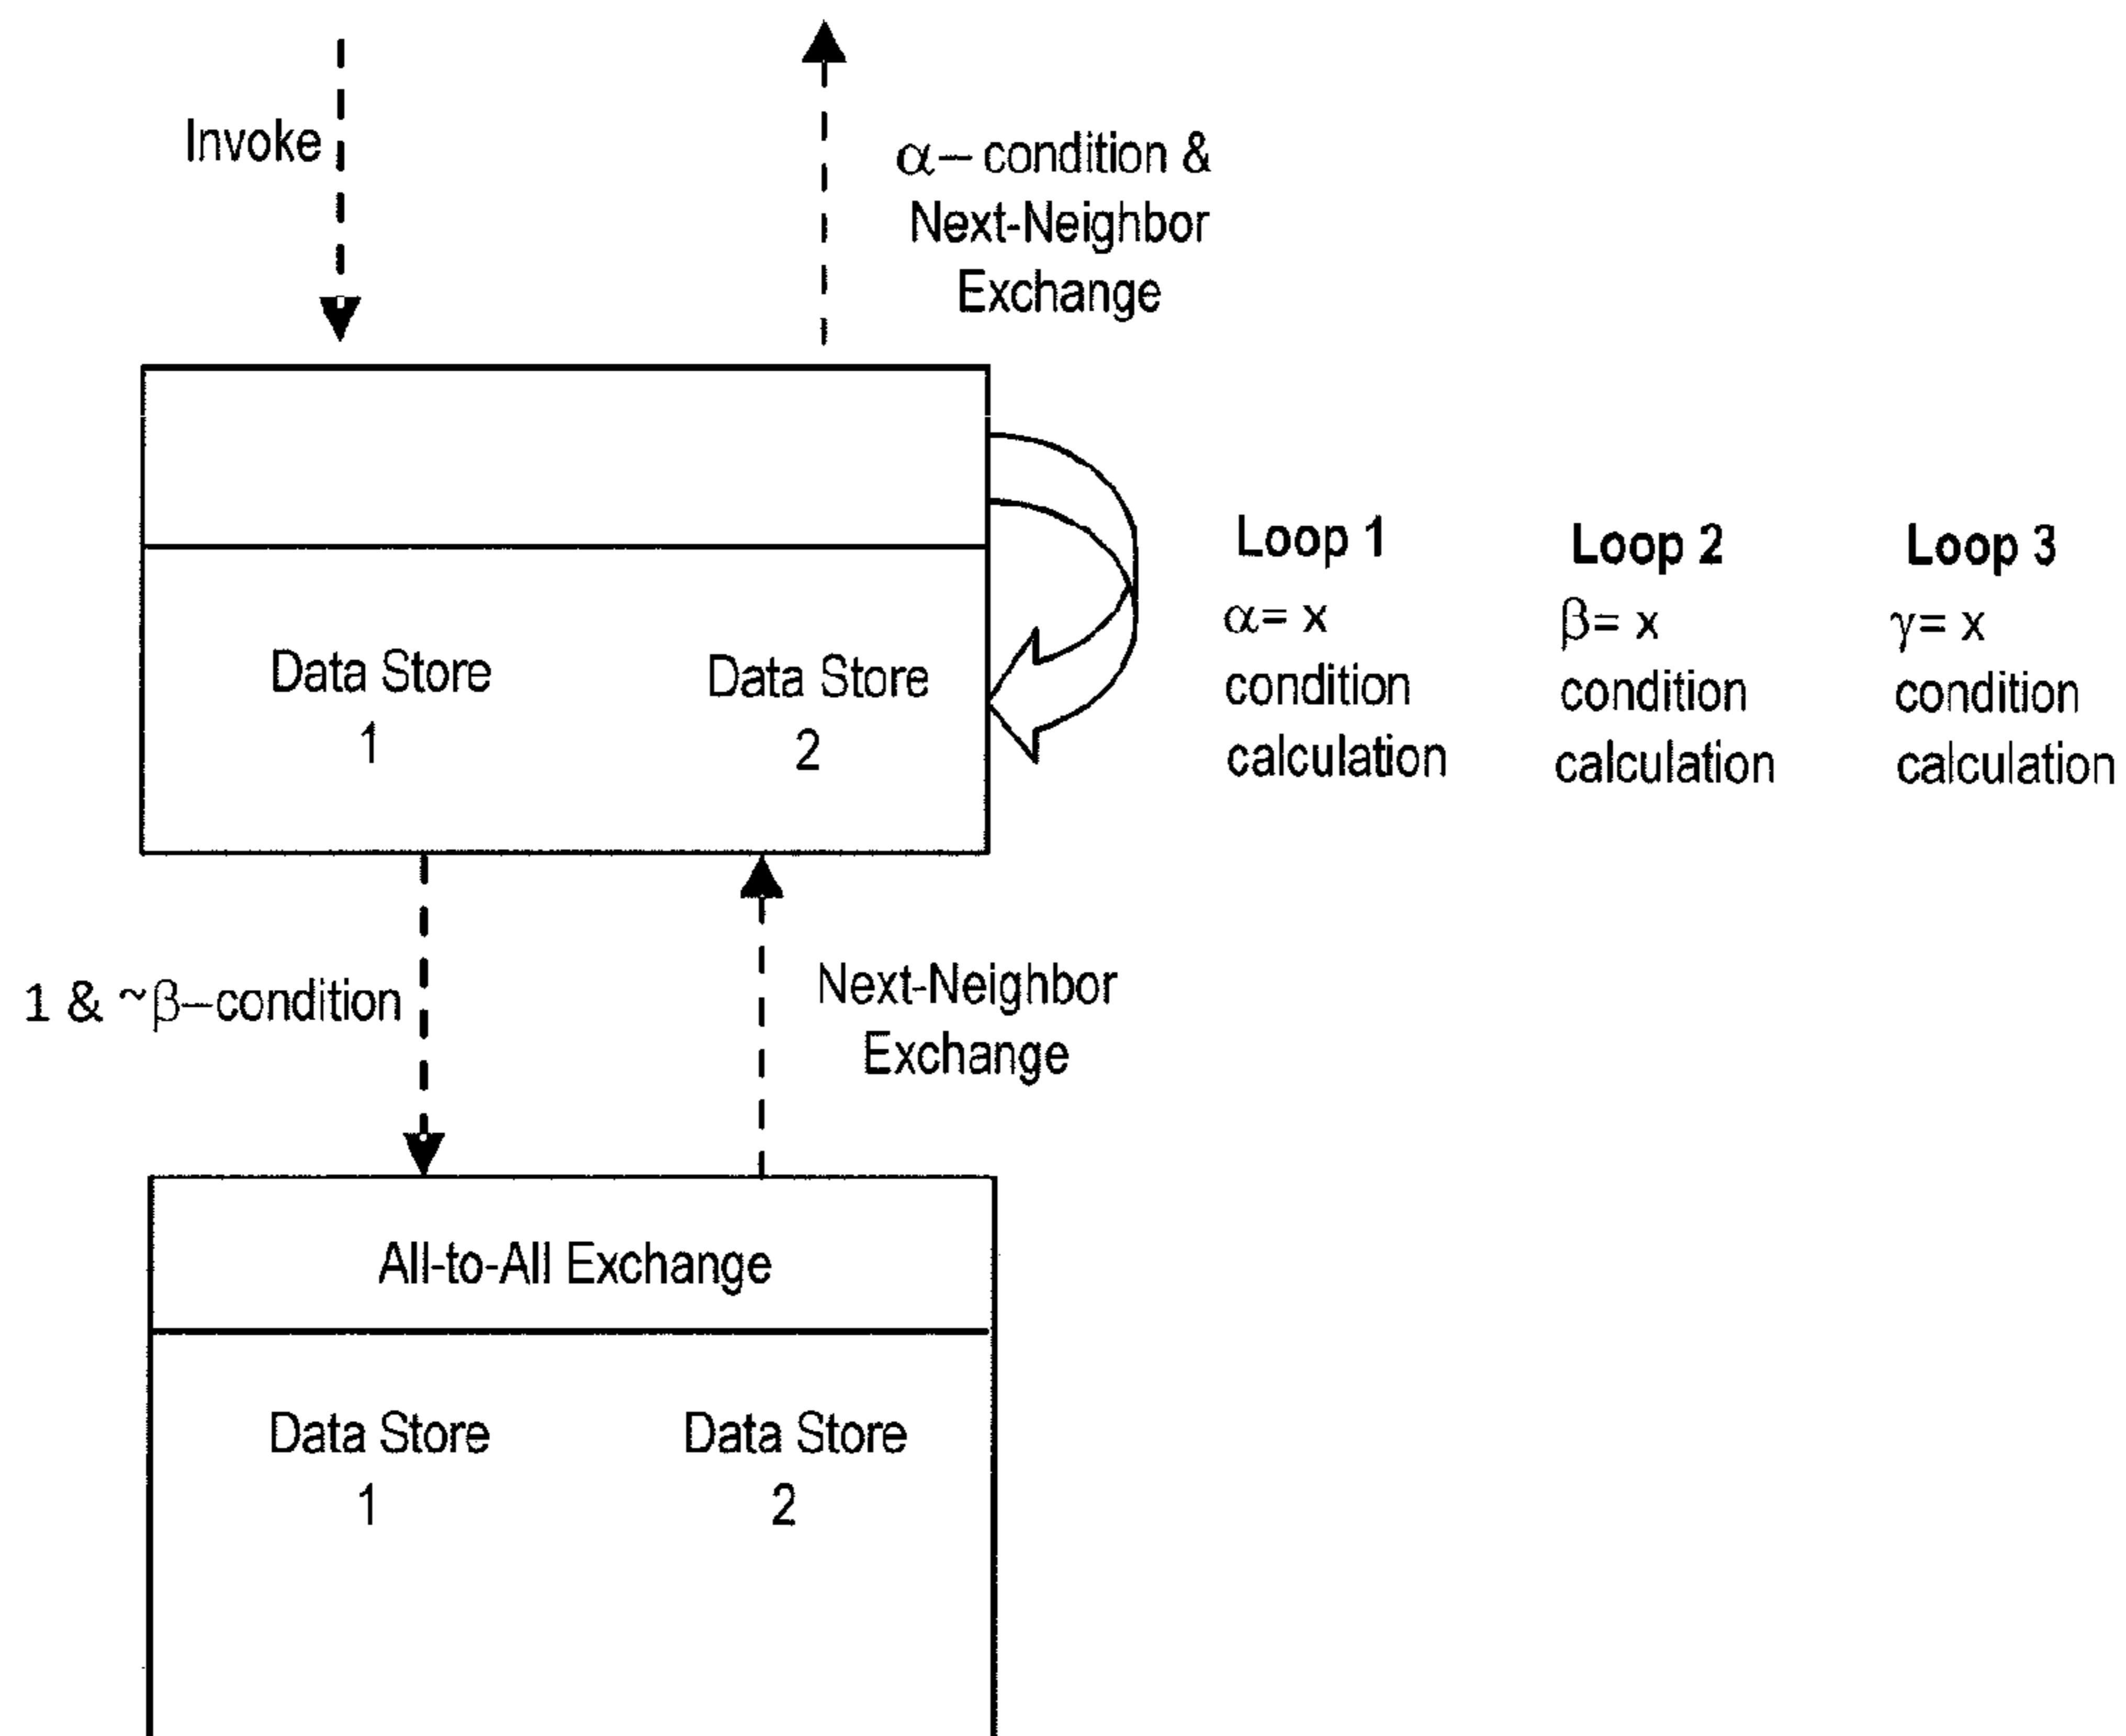 Invoke
α– condition &
Next-Neighbor
Exchange
Data Store
1
Data Store
2
Loop 1
α= x
condition
calculation
Loop 2
β= x
condition
calculation
Loop 3
γ= x
condition
calculation
1 & ~β–condition
Next-Neighbor
Exchange
All-to-All Exchange
Data Store
1
Data Store
2